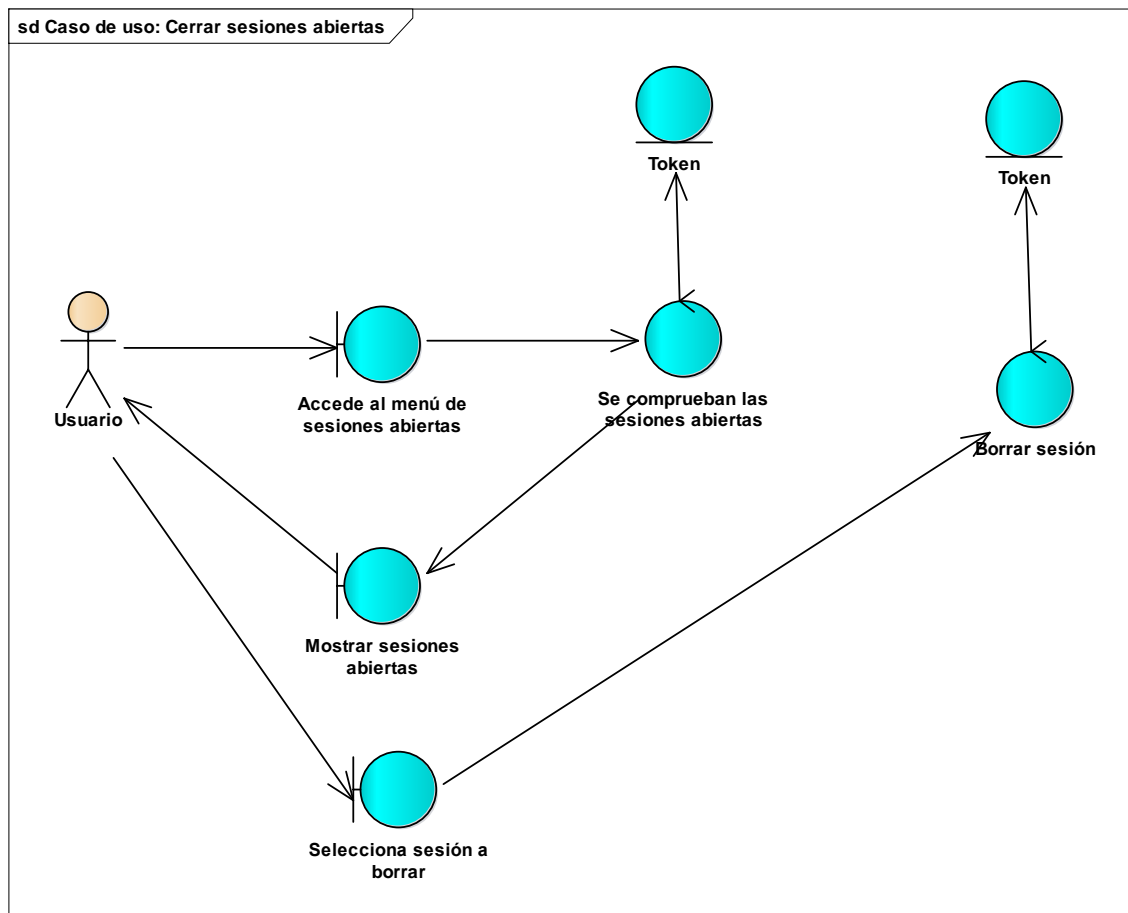 sd Caso de uso: Cerrar sesiones abiertas
Token
Token
Usuario
Accede al menú de
sesiones abiertas
Se comprueban las
sesiones abiertas
Borrar sesión
Mostrar sesiones
abiertas
Selecciona sesión a
borrar